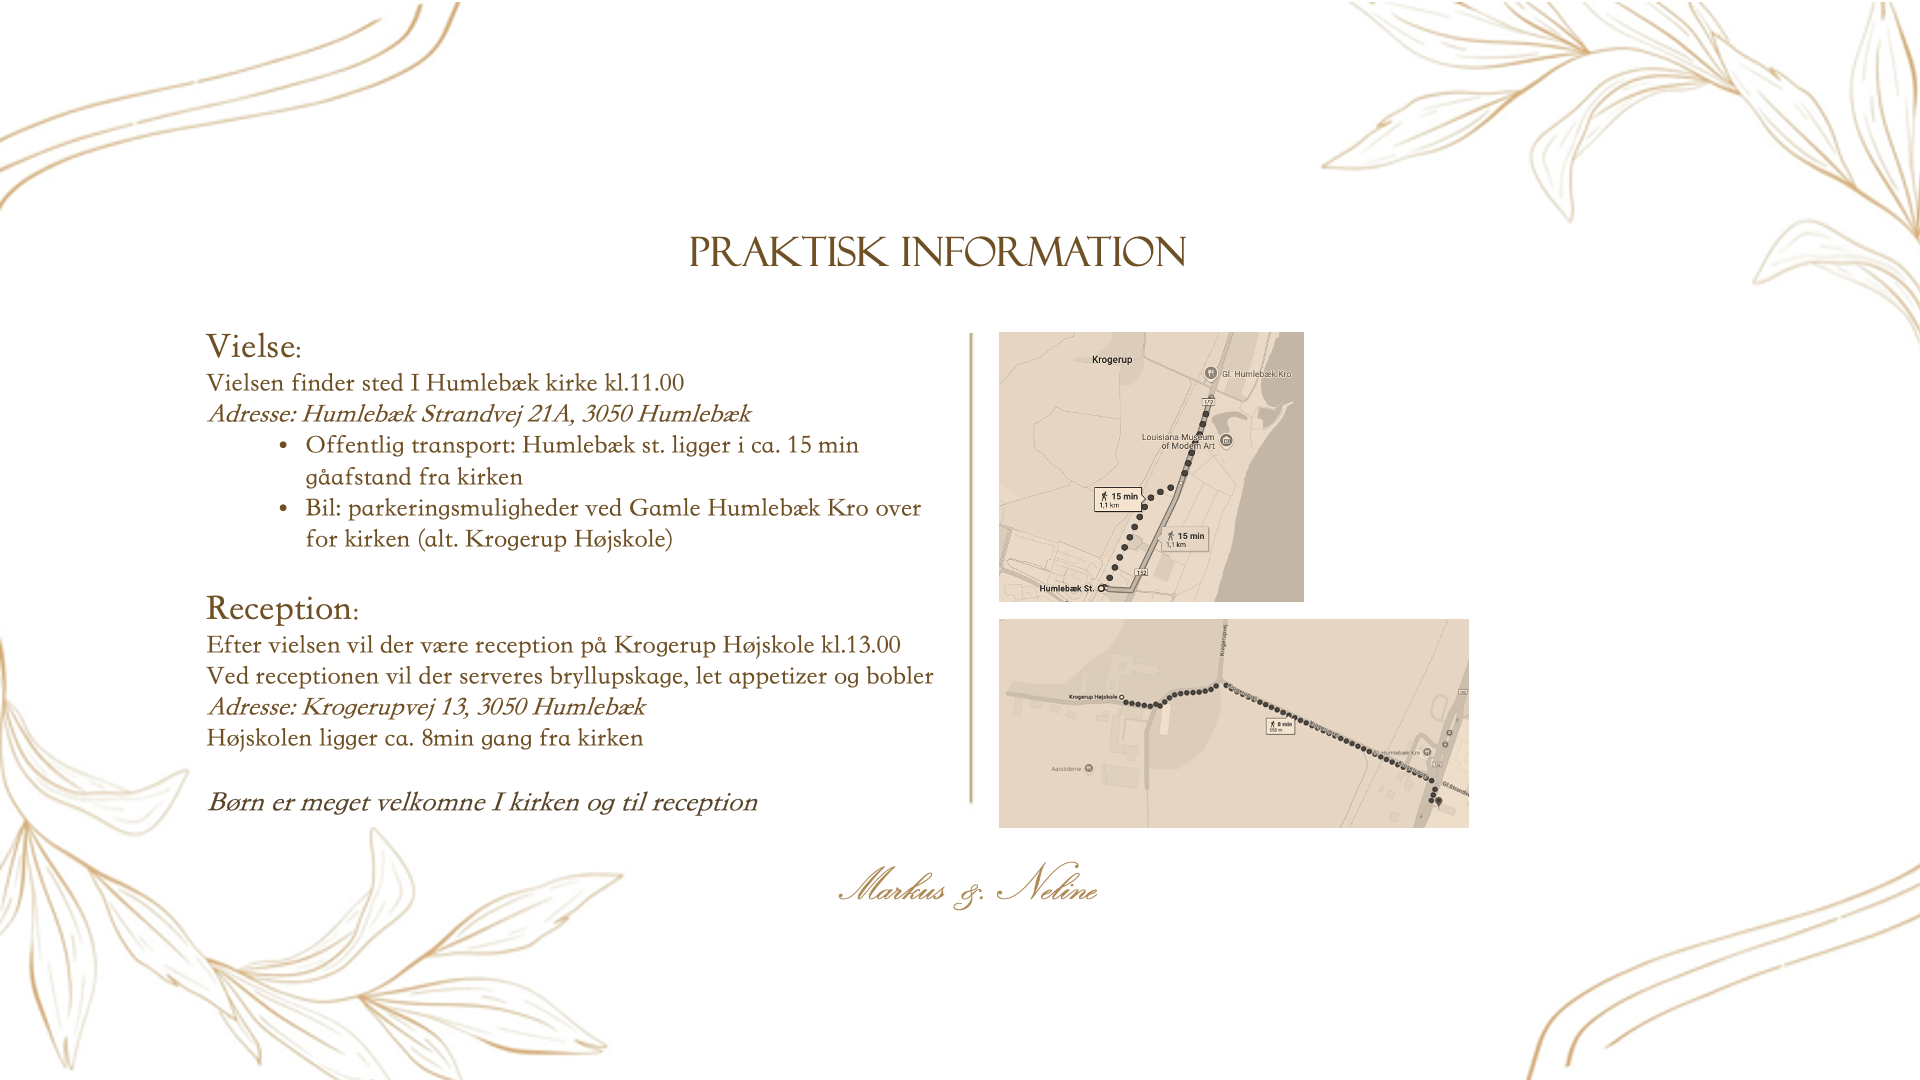 PRAKTISK INFORMATION
Vielse:
Vielsen finder sted I Humlebæk kirke kl.11.00
Adresse: Humlebæk Strandvej 21A, 3050 Humlebæk
• Offentlig transport: Humlebæk st. ligger i ca. 15 min
gåafstand fra kirken
• Bil: parkeringsmuligheder ved Gamle Humlebæk Kro over
for kirken (alt. Krogerup Højskole)
Reception:
Efter vielsen vil der være reception på Krogerup Højskole kl.13.00
Ved receptionen vil der serveres bryllupskage, let appetizer og bobler
Adresse: Krogerupvej 13, 3050 Humlebæk
Højskolen ligger ca. 8min gang fra kirken
Børn er meget velkomne I kirken og til reception
Krogerup
Gl. Humlebæk Kro
152
Louisiana Museum
of Modern Art
15 min
1,1 km
15 min
1,1 km
152
Humlebæk St.
Krogerupvej
Krogerup Højskole
8 min
Gl. Humlebæk Kro
Aarstiderne
Markus & Neline